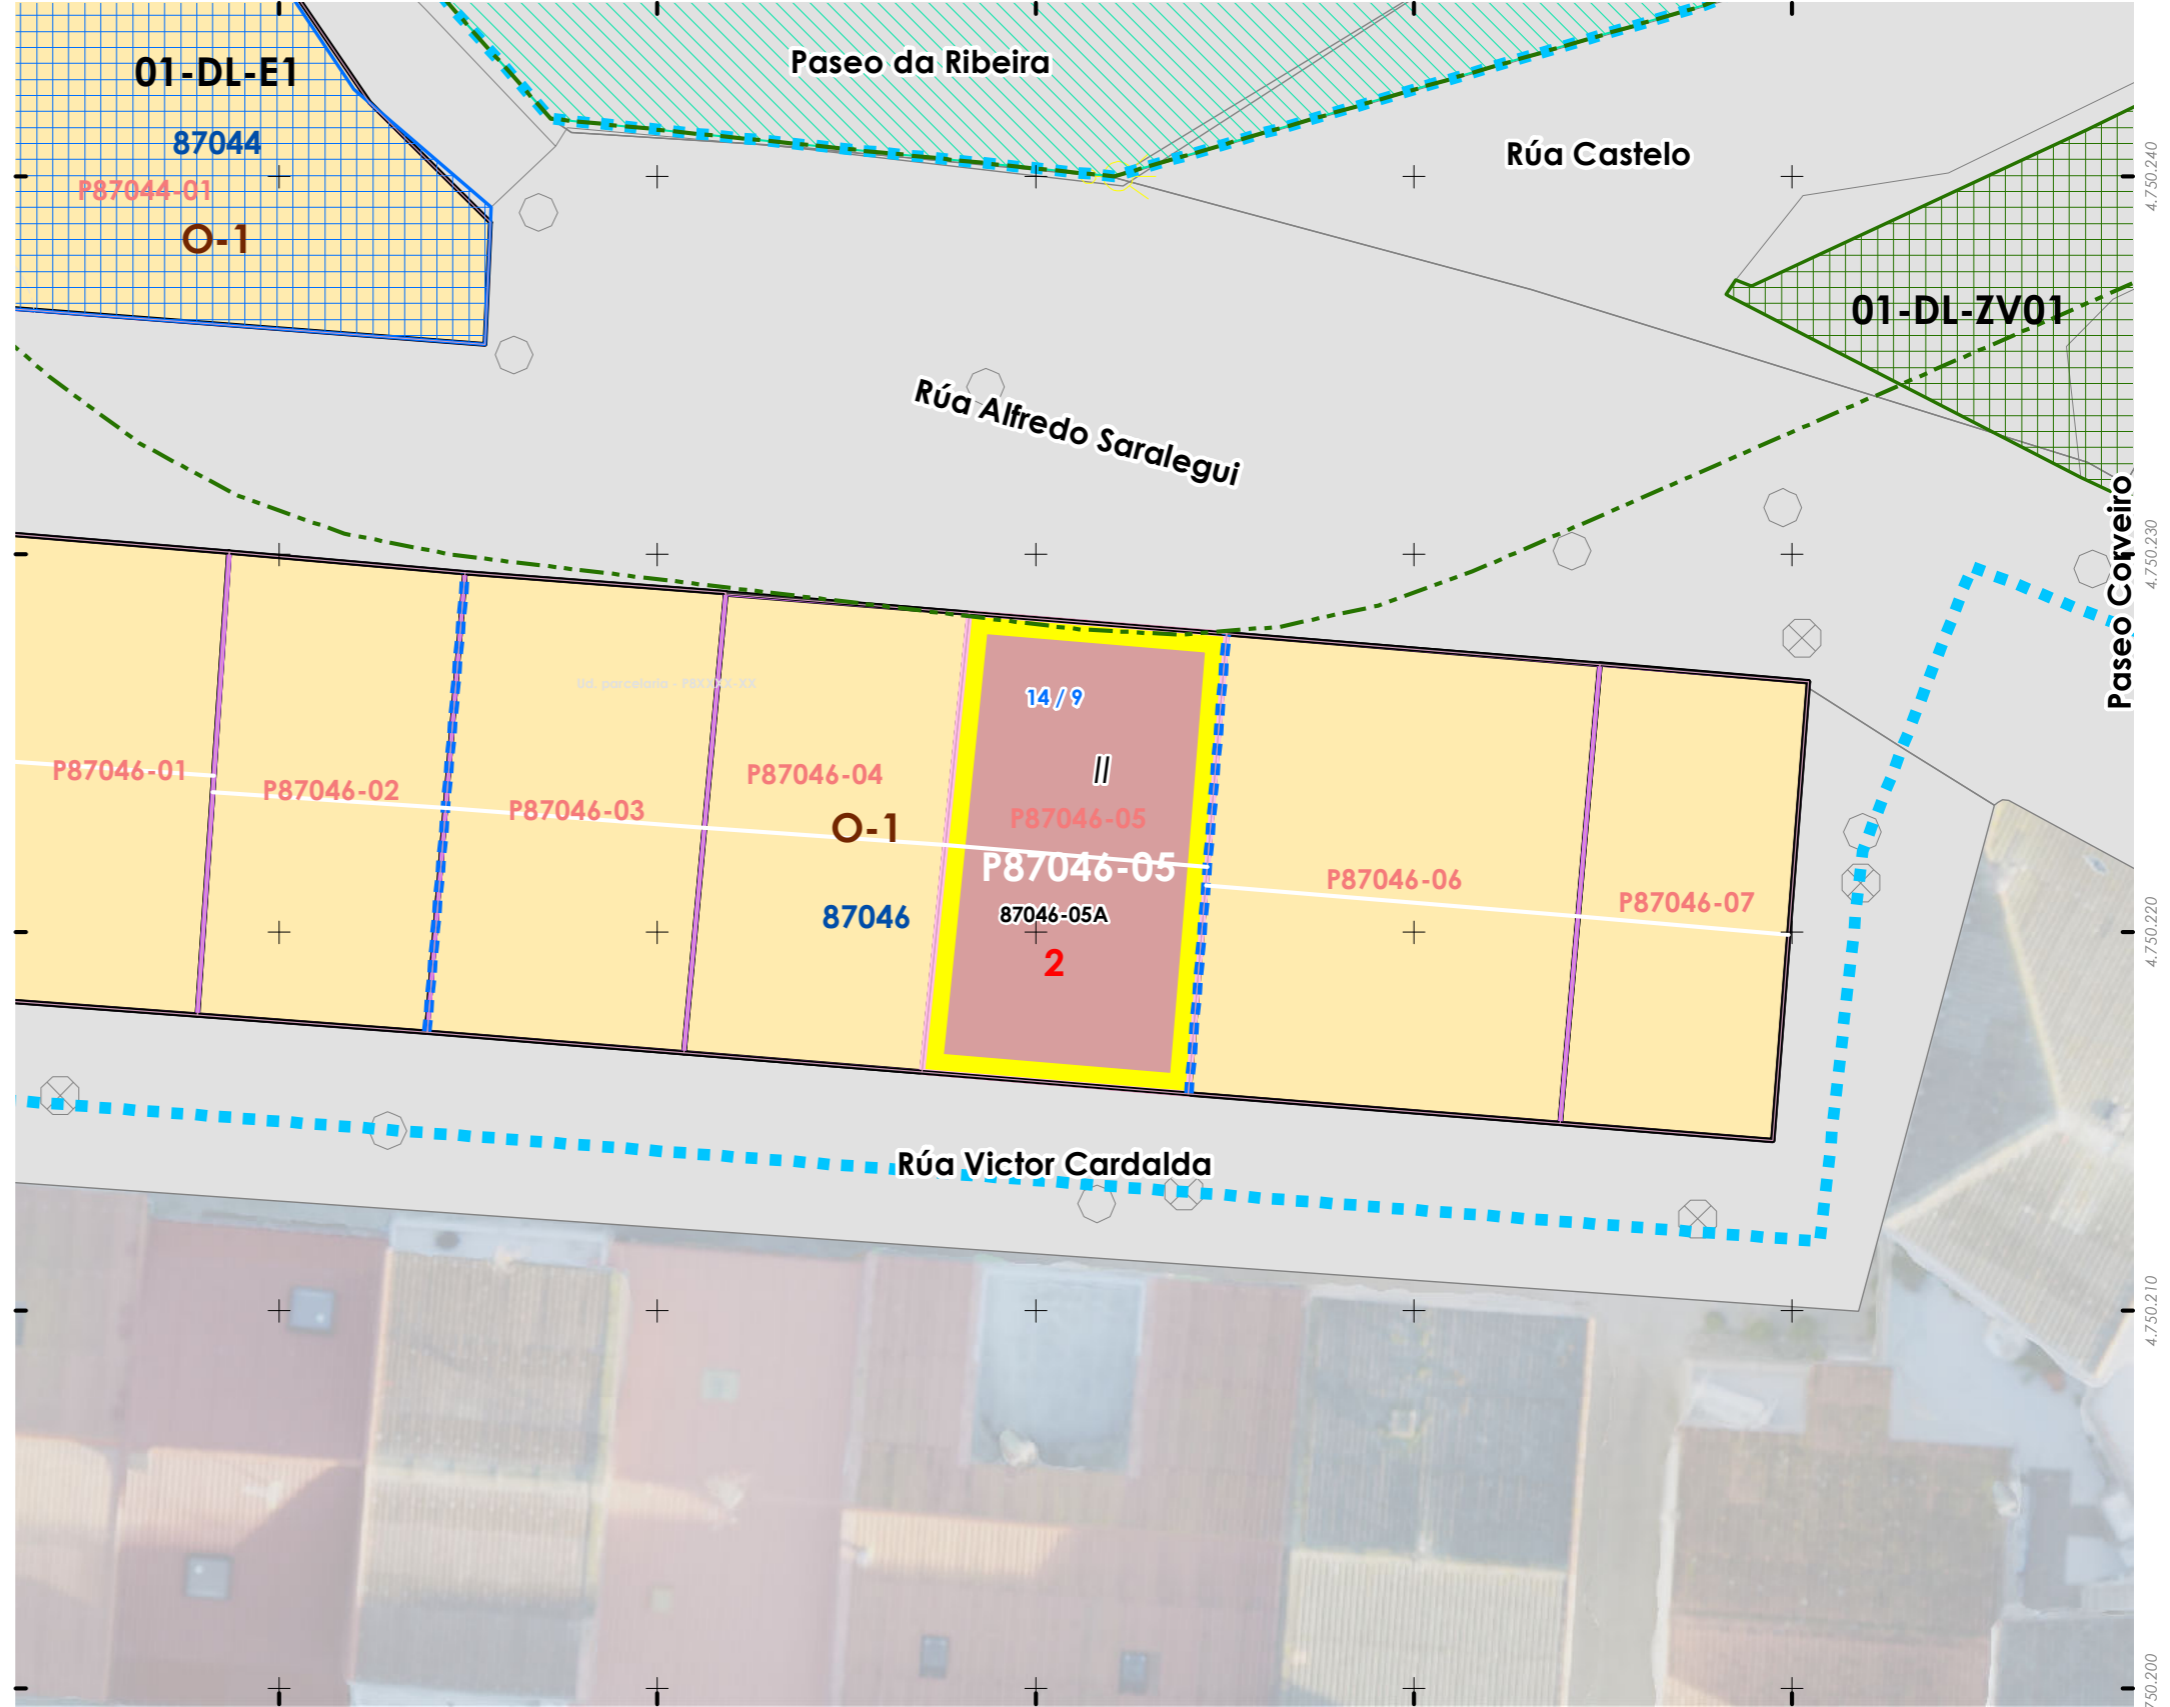 Paseo da Ribeira
01-DL-E1
87044
P87044-01
O-1
Rúa Castelo
4.750.240
01-DL-ZV01
Rúa Alfredo Saralegui
Paseo Corveiro
4.750.230
14 / 9
II
P87046-01
P87046-02
P87046-03
P87046-04
O-1
87046
P87046-05
P87046-05
87046-05A
2
P87046-06
P87046-07
4.750.220
Rúa Victor Cardalda
4.750.210
750.200